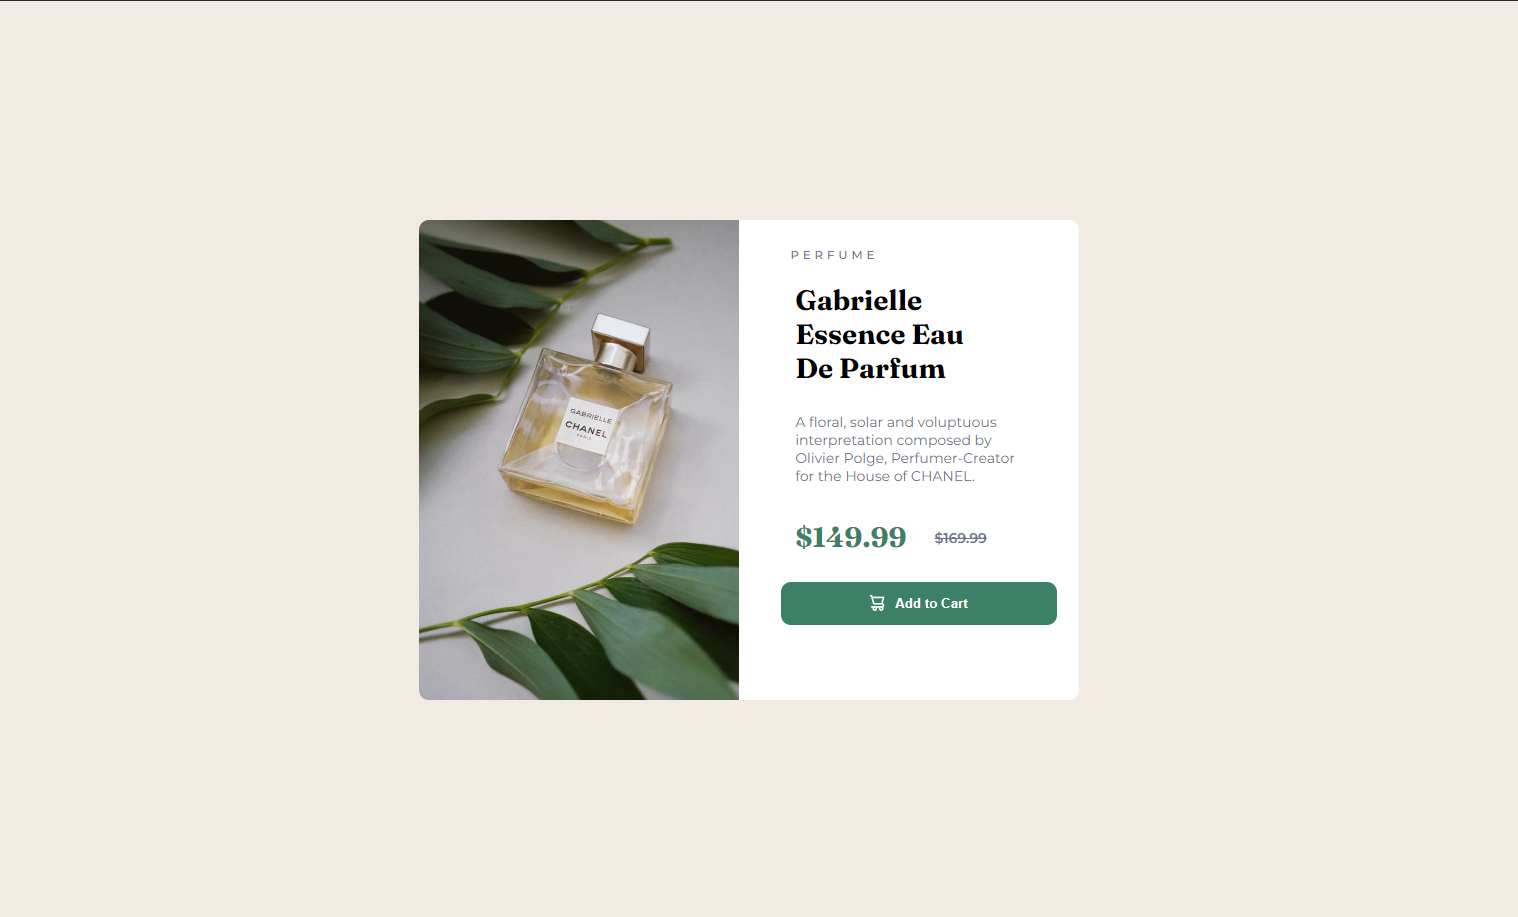 GABRIELLE
CHANEL
PARIS
PERFUME
Gabrielle
Essence Eau
De Parfum
A floral, solar and voluptuous
interpretation composed by
Olivier Polge, Perfumer-Creator
for the House of CHANEL.
$149.99 $169.99
Add to Cart